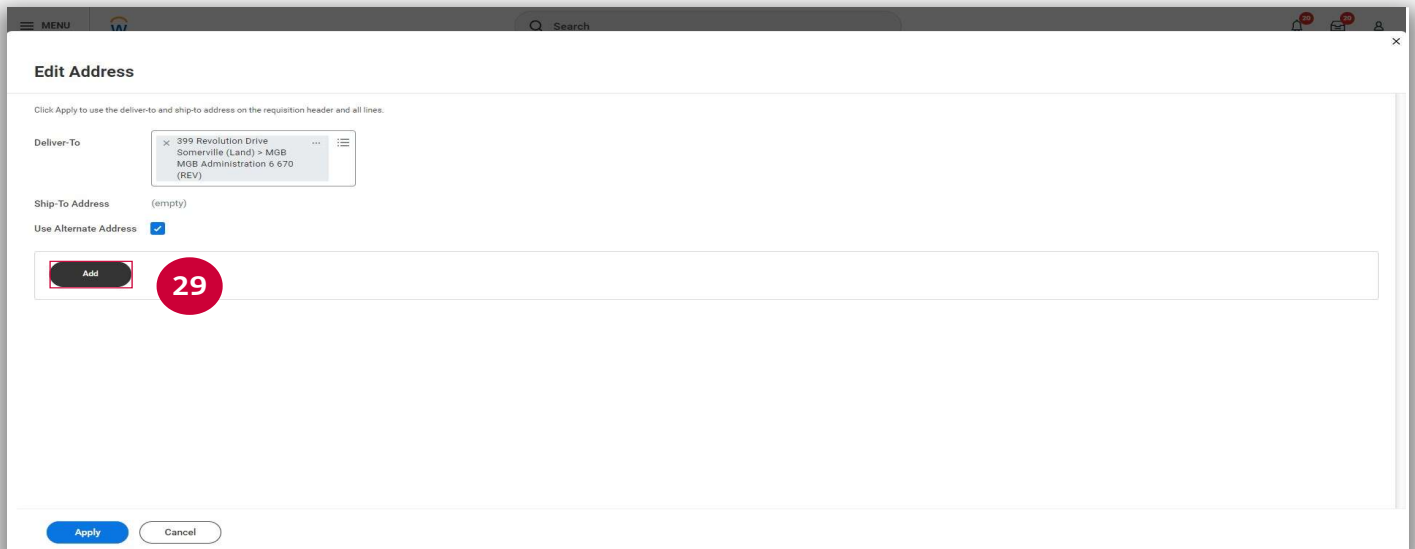 MENU
W
Search
20
20
×
Edit Address
Click Apply to use the deliver-to and ship-to address on the requisition header and all lines.
Deliver-To
× 399 Revolution Drive ...
Somerville (Land) > MGB
MGB Administration 6 670
(REV)
Ship-To Address (empty)
Use Alternate Address
Add
29
Apply Cancel